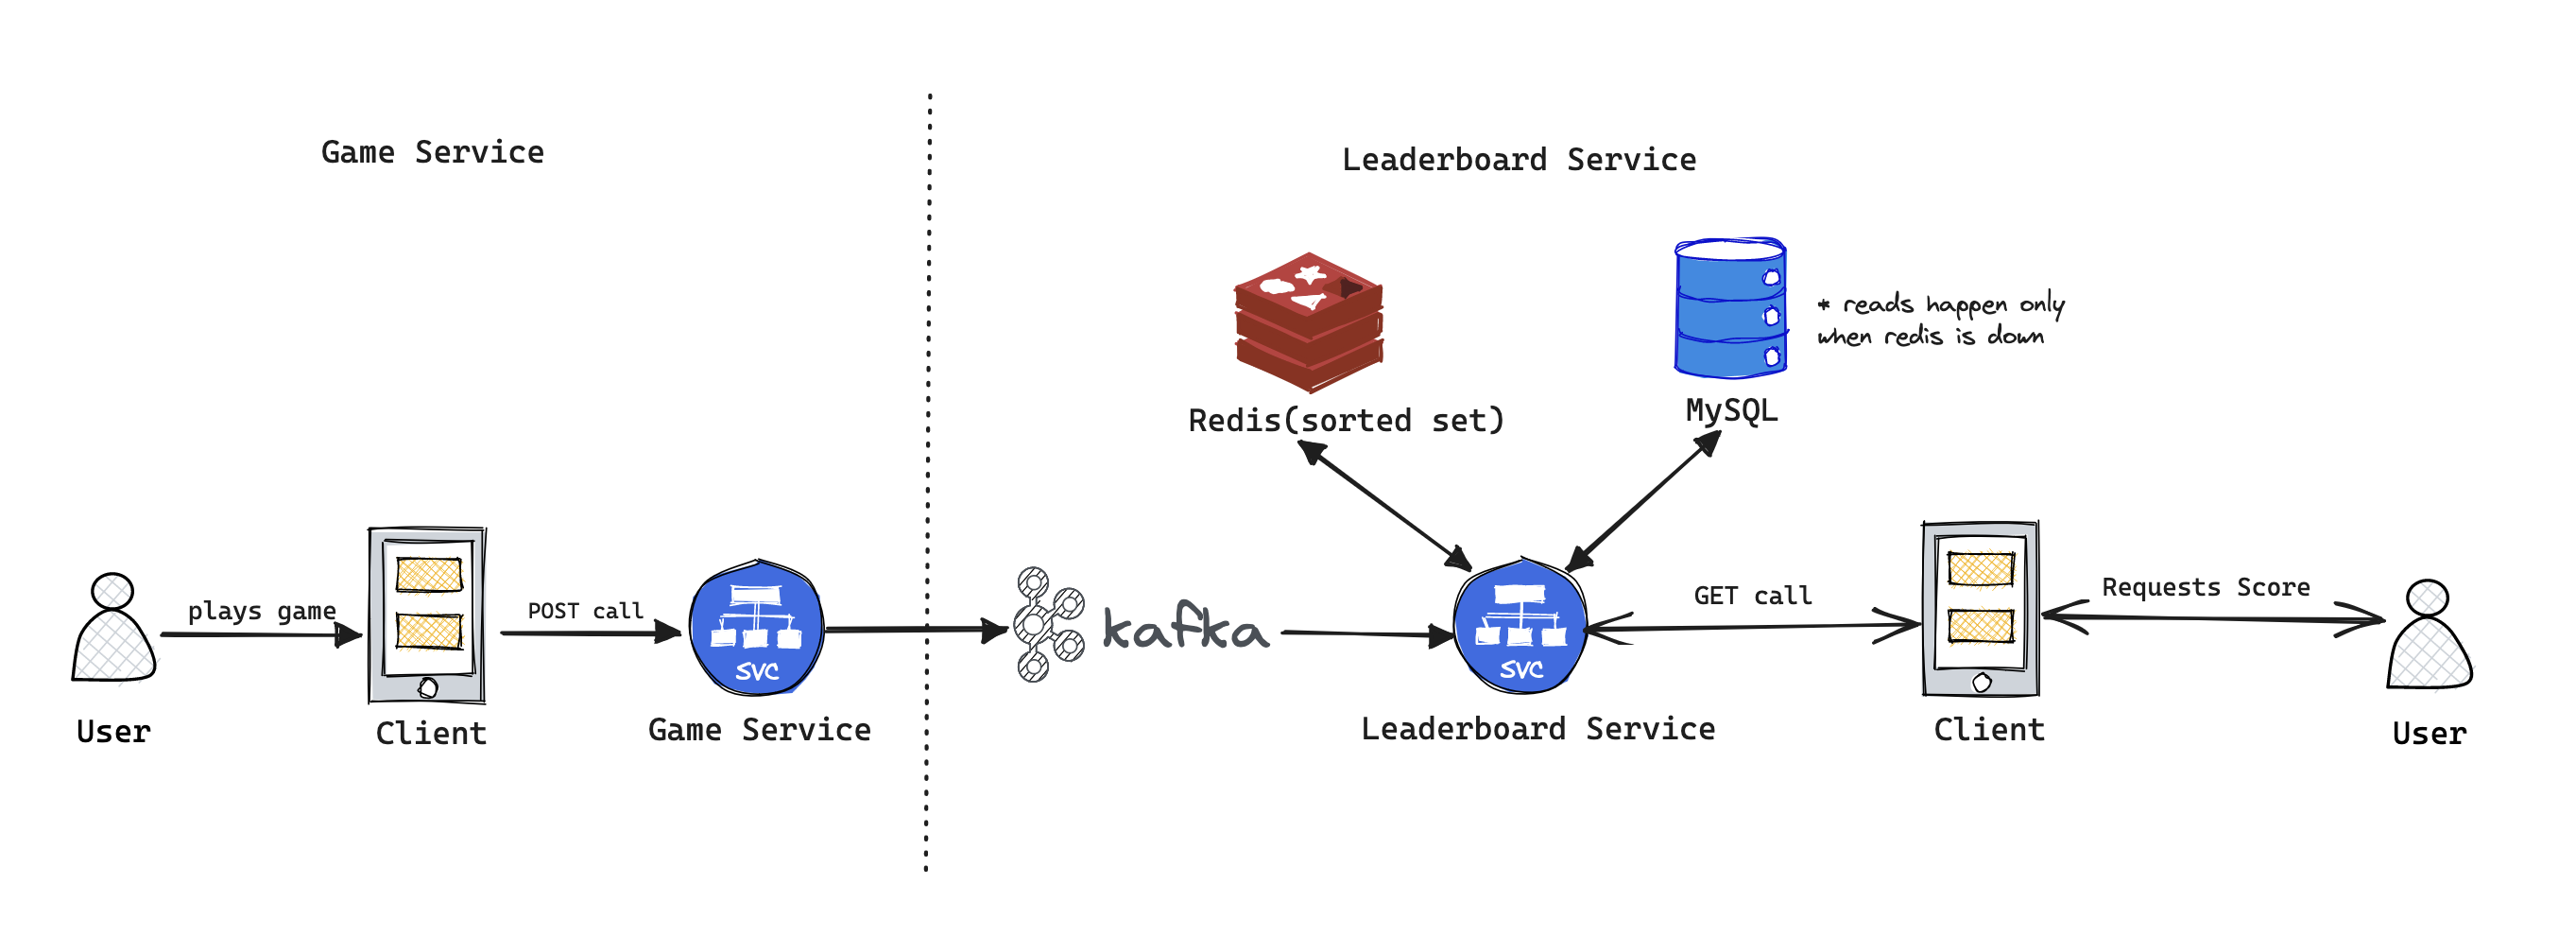 Game Service
Leaderboard Service
* reads happen only
when redis is down
Redis(sorted set)
MySQL
plays game
POST call
GET call
Requests Score
kafka
SVC
SVC
User
Client
Game Service
Leaderboard Service
Client
User